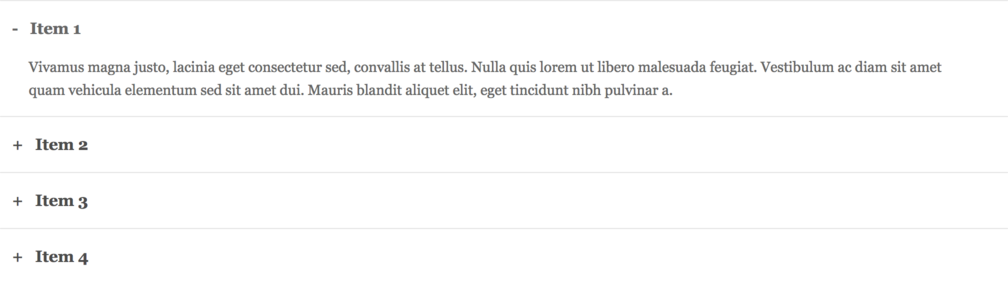 - Item 1
Vivamus magna justo, lacinia eget consectetur sed, convallis at tellus. Nulla quis lorem ut libero malesuada feugiat. Vestibulum ac diam sit amet
quam vehicula elementum sed sit amet dui. Mauris blandit aliquet elit, eget tincidunt nibh pulvinar a.
+ Item 2
+ Item 3
+ Item 4